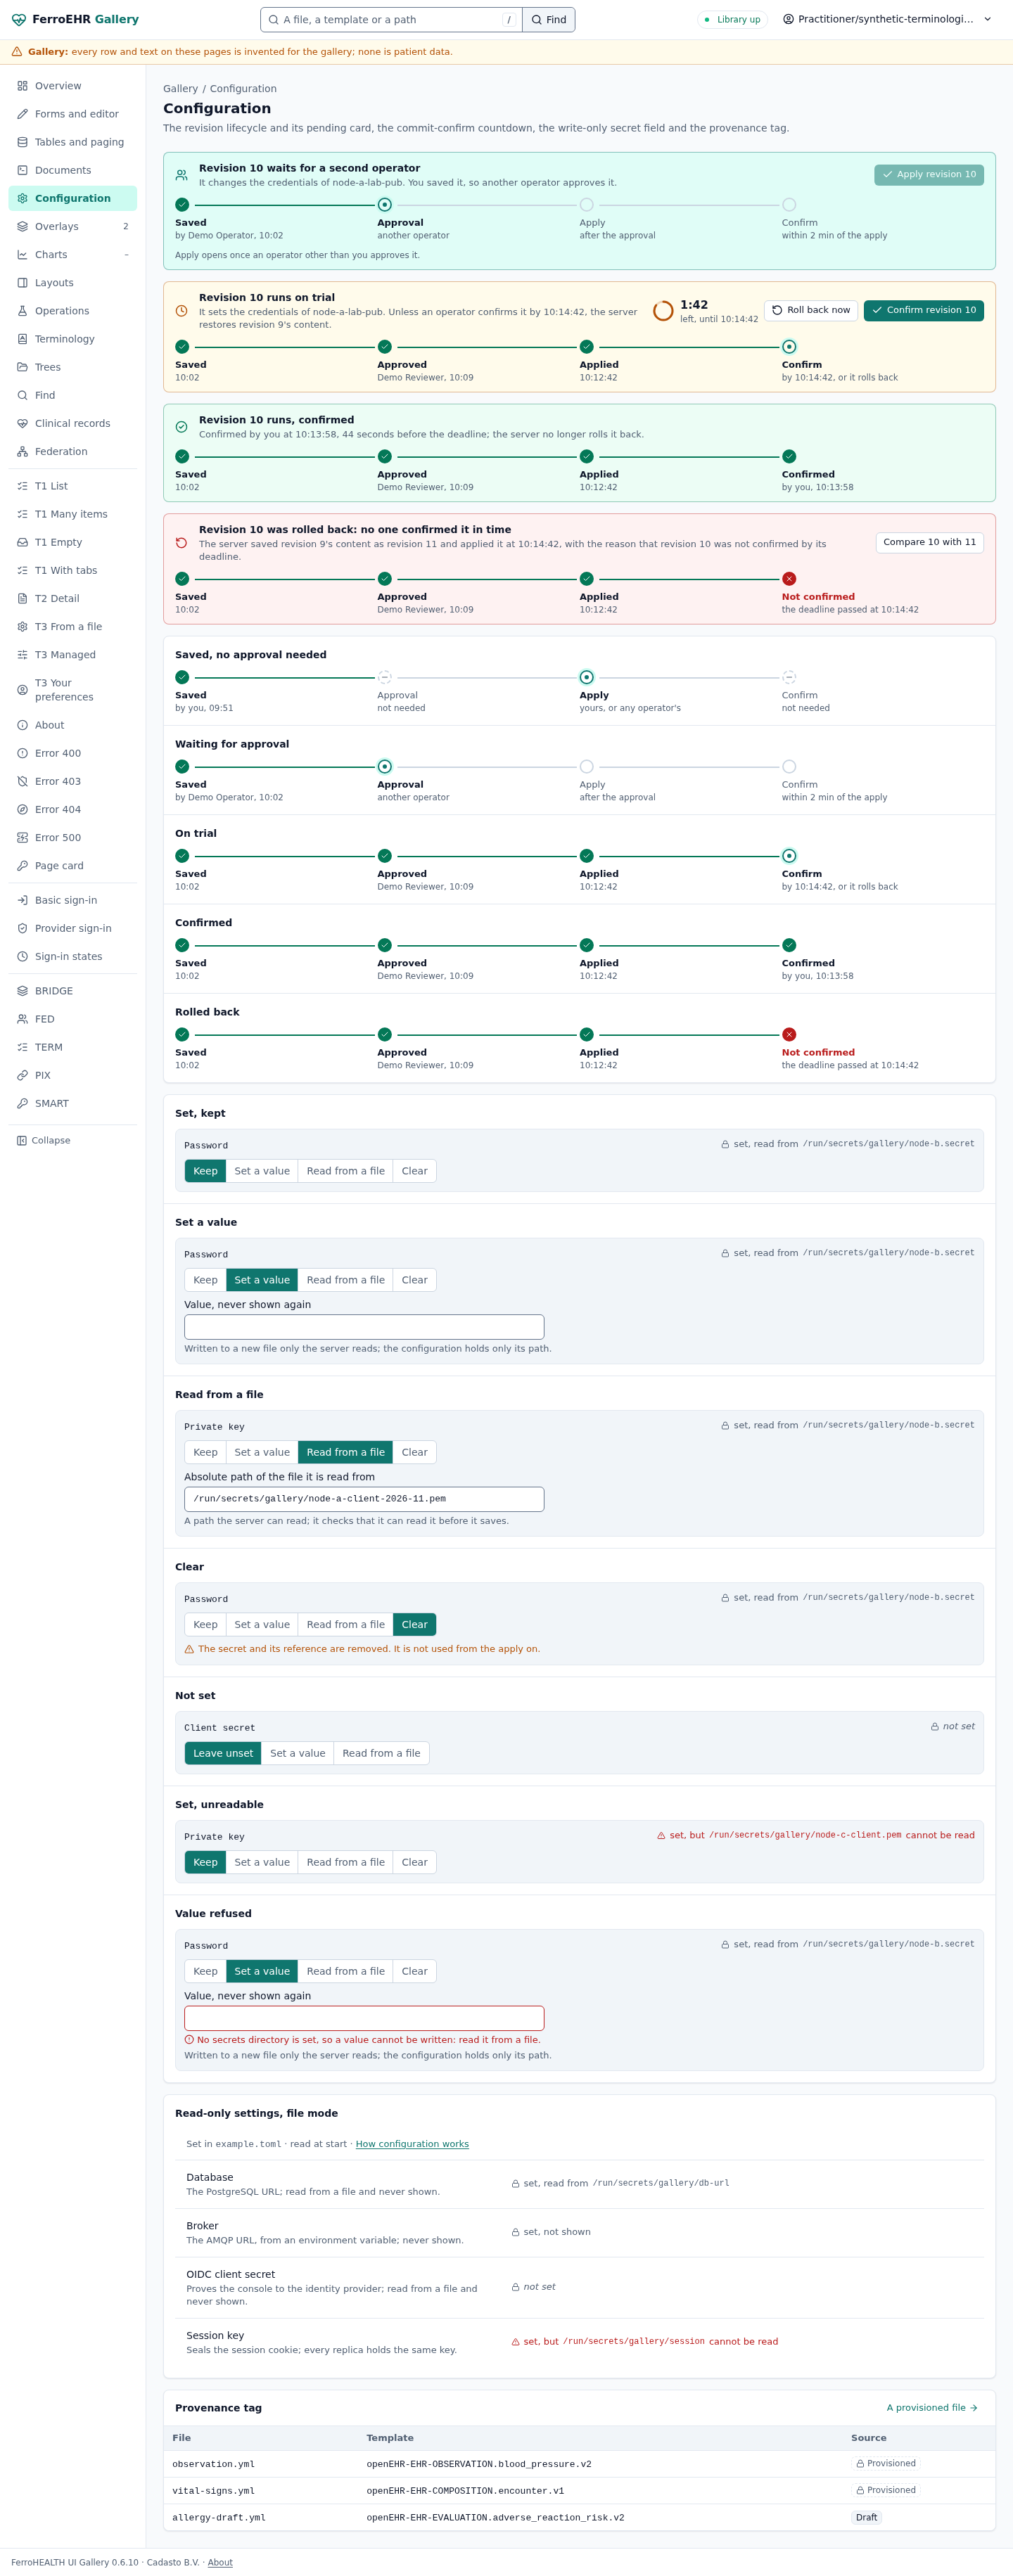 FerroEHR Gallery
A file, a template or a path
/
Find
Library up
Practitioner/synthetic-terminologi...
Gallery: every row and text on these pages is invented for the gallery; none is patient data.
Overview
Forms and editor
Tables and paging
Documents
Configuration
Overlays 2
Charts –
Layouts
Operations
Terminology
Trees
Find
Clinical records
Federation
T1 List
T1 Many items
T1 Empty
T1 With tabs
T2 Detail
T3 From a file
T3 Managed
T3 Your
preferences
About
Error 400
Error 403
Error 404
Error 500
Page card
Basic sign-in
Provider sign-in
Sign-in states
BRIDGE
FED
TERM
PIX
SMART
Collapse
Gallery / Configuration
Configuration
The revision lifecycle and its pending card, the commit-confirm countdown, the write-only secret field and the provenance tag.
Revision 10 waits for a second operator
It changes the credentials of node-a-lab-pub. You saved it, so another operator approves it.
Apply revision 10
Saved Approval Apply Confirm
by Demo Operator, 10:02 another operator after the approval within 2 min of the apply
Apply opens once an operator other than you approves it.
Revision 10 runs on trial
It sets the credentials of node-a-lab-pub. Unless an operator confirms it by 10:14:42, the server
restores revision 9's content.
1:42
left, until 10:14:42
Roll back now
Confirm revision 10
Saved Approved Applied Confirm
10:02 Demo Reviewer, 10:09 10:12:42 by 10:14:42, or it rolls back
Revision 10 runs, confirmed
Confirmed by you at 10:13:58, 44 seconds before the deadline; the server no longer rolls it back.
Saved Approved Applied Confirmed
10:02 Demo Reviewer, 10:09 10:12:42 by you, 10:13:58
Revision 10 was rolled back: no one confirmed it in time
The server saved revision 9's content as revision 11 and applied it at 10:14:42, with the reason that revision 10 was not confirmed by its
deadline.
Compare 10 with 11
Saved Approved Applied Not confirmed
10:02 Demo Reviewer, 10:09 10:12:42 the deadline passed at 10:14:42
Saved, no approval needed
Saved Approval Apply Confirm
by you, 09:51 not needed yours, or any operator's not needed
Waiting for approval
Saved Approval Apply Confirm
by Demo Operator, 10:02 another operator after the approval within 2 min of the apply
On trial
Saved Approved Applied Confirm
10:02 Demo Reviewer, 10:09 10:12:42 by 10:14:42, or it rolls back
Confirmed
Saved Approved Applied Confirmed
10:02 Demo Reviewer, 10:09 10:12:42 by you, 10:13:58
Rolled back
Saved Approved Applied Not confirmed
10:02 Demo Reviewer, 10:09 10:12:42 the deadline passed at 10:14:42
Set, kept
Password set, read from /run/secrets/gallery/node-b.secret
Keep Set a value Read from a file Clear
Set a value
Password set, read from /run/secrets/gallery/node-b.secret
Keep Set a value Read from a file Clear
Value, never shown again
Written to a new file only the server reads; the configuration holds only its path.
Read from a file
Private key set, read from /run/secrets/gallery/node-b.secret
Keep Set a value Read from a file Clear
Absolute path of the file it is read from
/run/secrets/gallery/node-a-client-2026-11.pem
A path the server can read; it checks that it can read it before it saves.
Clear
Password set, read from /run/secrets/gallery/node-b.secret
Keep Set a value Read from a file Clear
The secret and its reference are removed. It is not used from the apply on.
Not set
Client secret not set
Leave unset Set a value Read from a file
Set, unreadable
Private key set, but /run/secrets/gallery/node-c-client.pem cannot be read
Keep Set a value Read from a file Clear
Value refused
Password set, read from /run/secrets/gallery/node-b.secret
Keep Set a value Read from a file Clear
Value, never shown again
No secrets directory is set, so a value cannot be written: read it from a file.
Written to a new file only the server reads; the configuration holds only its path.
Read-only settings, file mode
Set in example.toml · read at start · How configuration works
Database
The PostgreSQL URL; read from a file and never shown.
set, read from /run/secrets/gallery/db-url
Broker
The AMQP URL, from an environment variable; never shown.
set, not shown
OIDC client secret
Proves the console to the identity provider; read from a file and
never shown.
not set
Session key
Seals the session cookie; every replica holds the same key.
set, but /run/secrets/gallery/session cannot be read
Provenance tag
A provisioned file →
File Template Source
observation.yml openEHR-EHR-OBSERVATION.blood_pressure.v2 Provisioned
vital-signs.yml openEHR-EHR-COMPOSITION.encounter.v1 Provisioned
allergy-draft.yml openEHR-EHR-EVALUATION.adverse_reaction_risk.v2 Draft
FerroHEALTH UI Gallery 0.6.10 · Cadasto B.V. · About